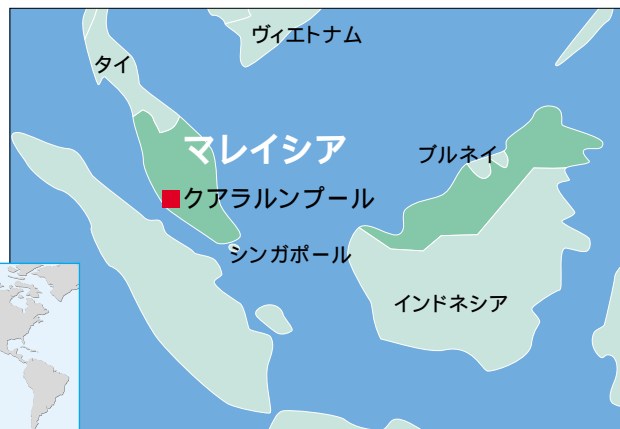 ヴィエトナム
タイ
マレイシア
ブルネイ
クアラルンプール
シンガポール
インドネシア